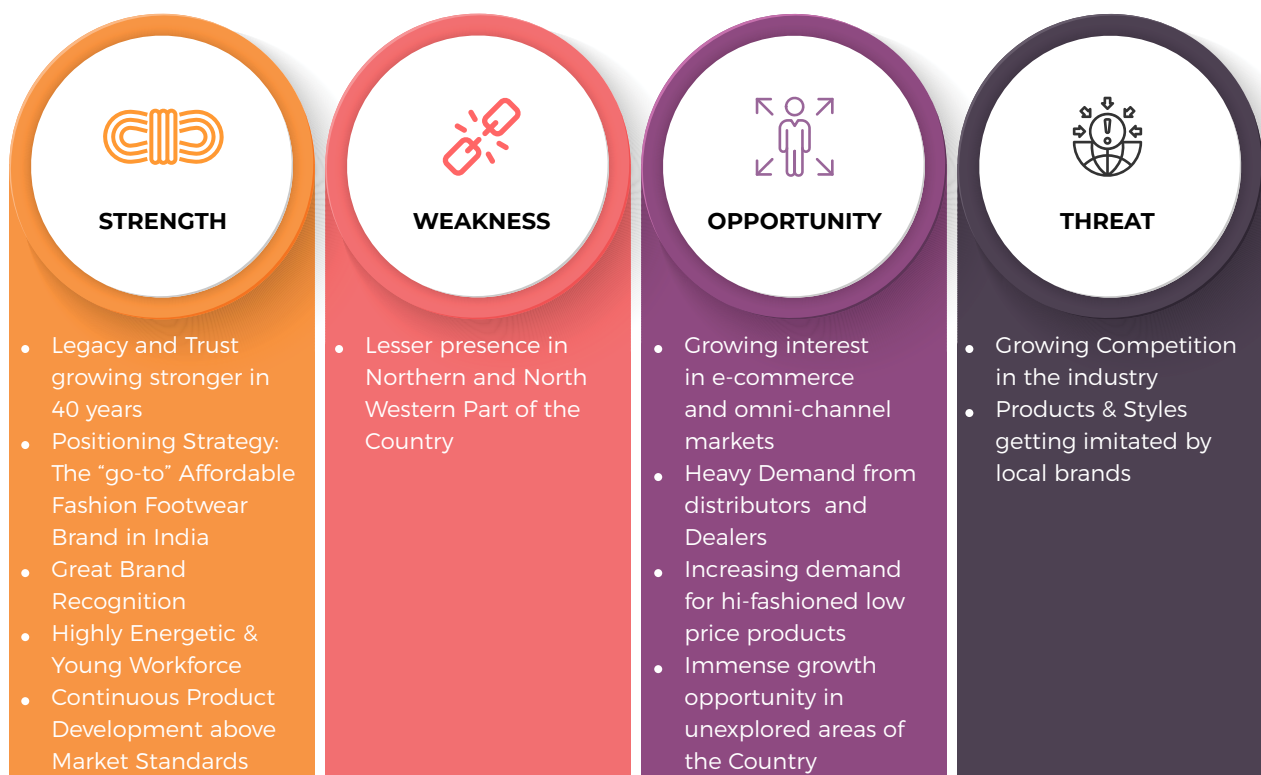 STRENGTH
• Legacy and Trust
growing stronger in
40 years
• Positioning Strategy:
The “go-to” Affordable
Fashion Footwear
Brand in India
• Great Brand
Recognition
• Highly Energetic &
Young Workforce
• Continuous Product
Development above
Market Standards
WEAKNESS
• Lesser presence in
Northern and North
Western Part of the
Country
OPPORTUNITY
• Growing interest
in e-commerce
and omni-channel
markets
• Heavy Demand from
distributors and
Dealers
• Increasing demand
for hi-fashioned low
price products
• Immense growth
opportunity in
unexplored areas of
the Country
THREAT
• Growing Competition
in the industry
• Products & Styles
getting imitated by
local brands